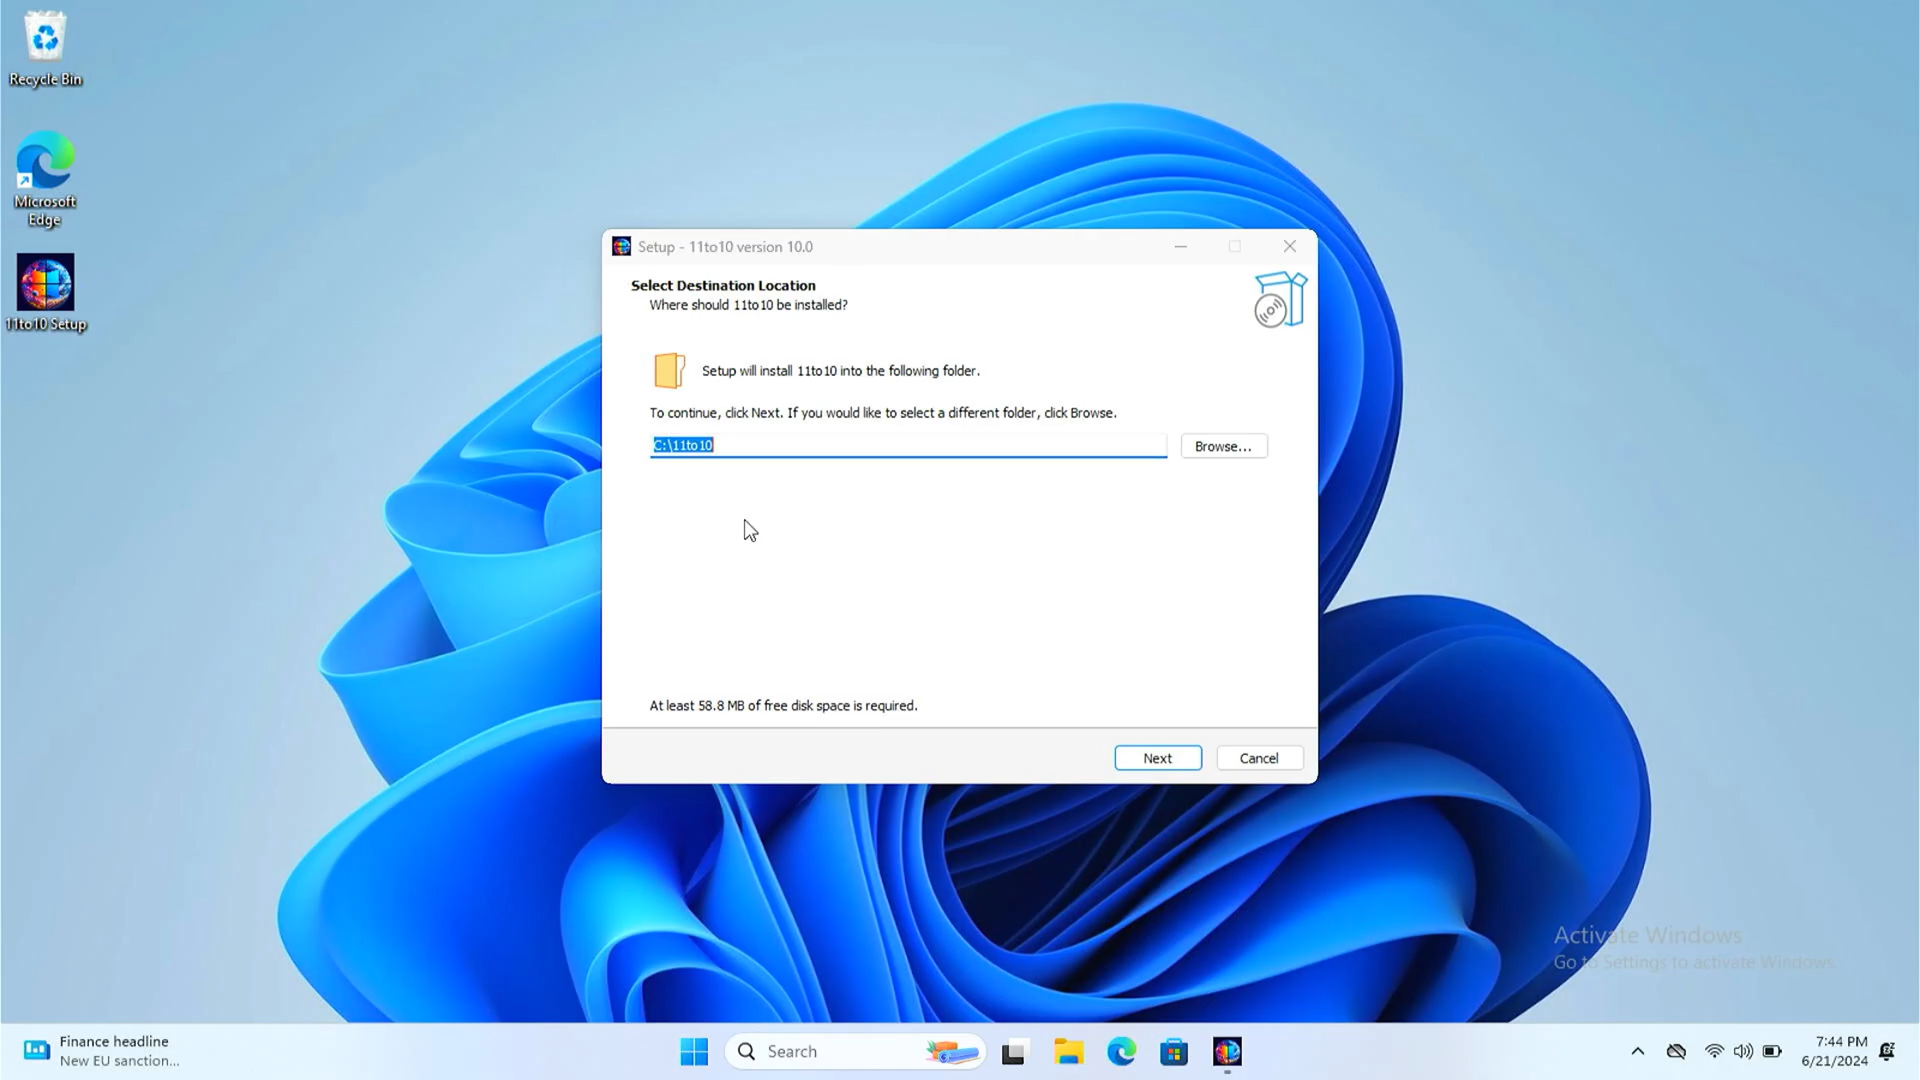 Recycle Bin
Microsoft
Edge
11to10 Setup
Setup - 11to10 version 10.0
Select Destination Location
Where should 11to10 be installed?
Setup will install 11to10 into the following folder.
To continue, click Next. If you would like to select a different folder, click Browse.
C:\11to10
Browse...
At least 58.8 MB of free disk space is required.
Next
Cancel
Activate Windows
Go to Settings to activate Windows.
Finance headline
New EU sanction...
Search
7:44 PM
6/21/2024